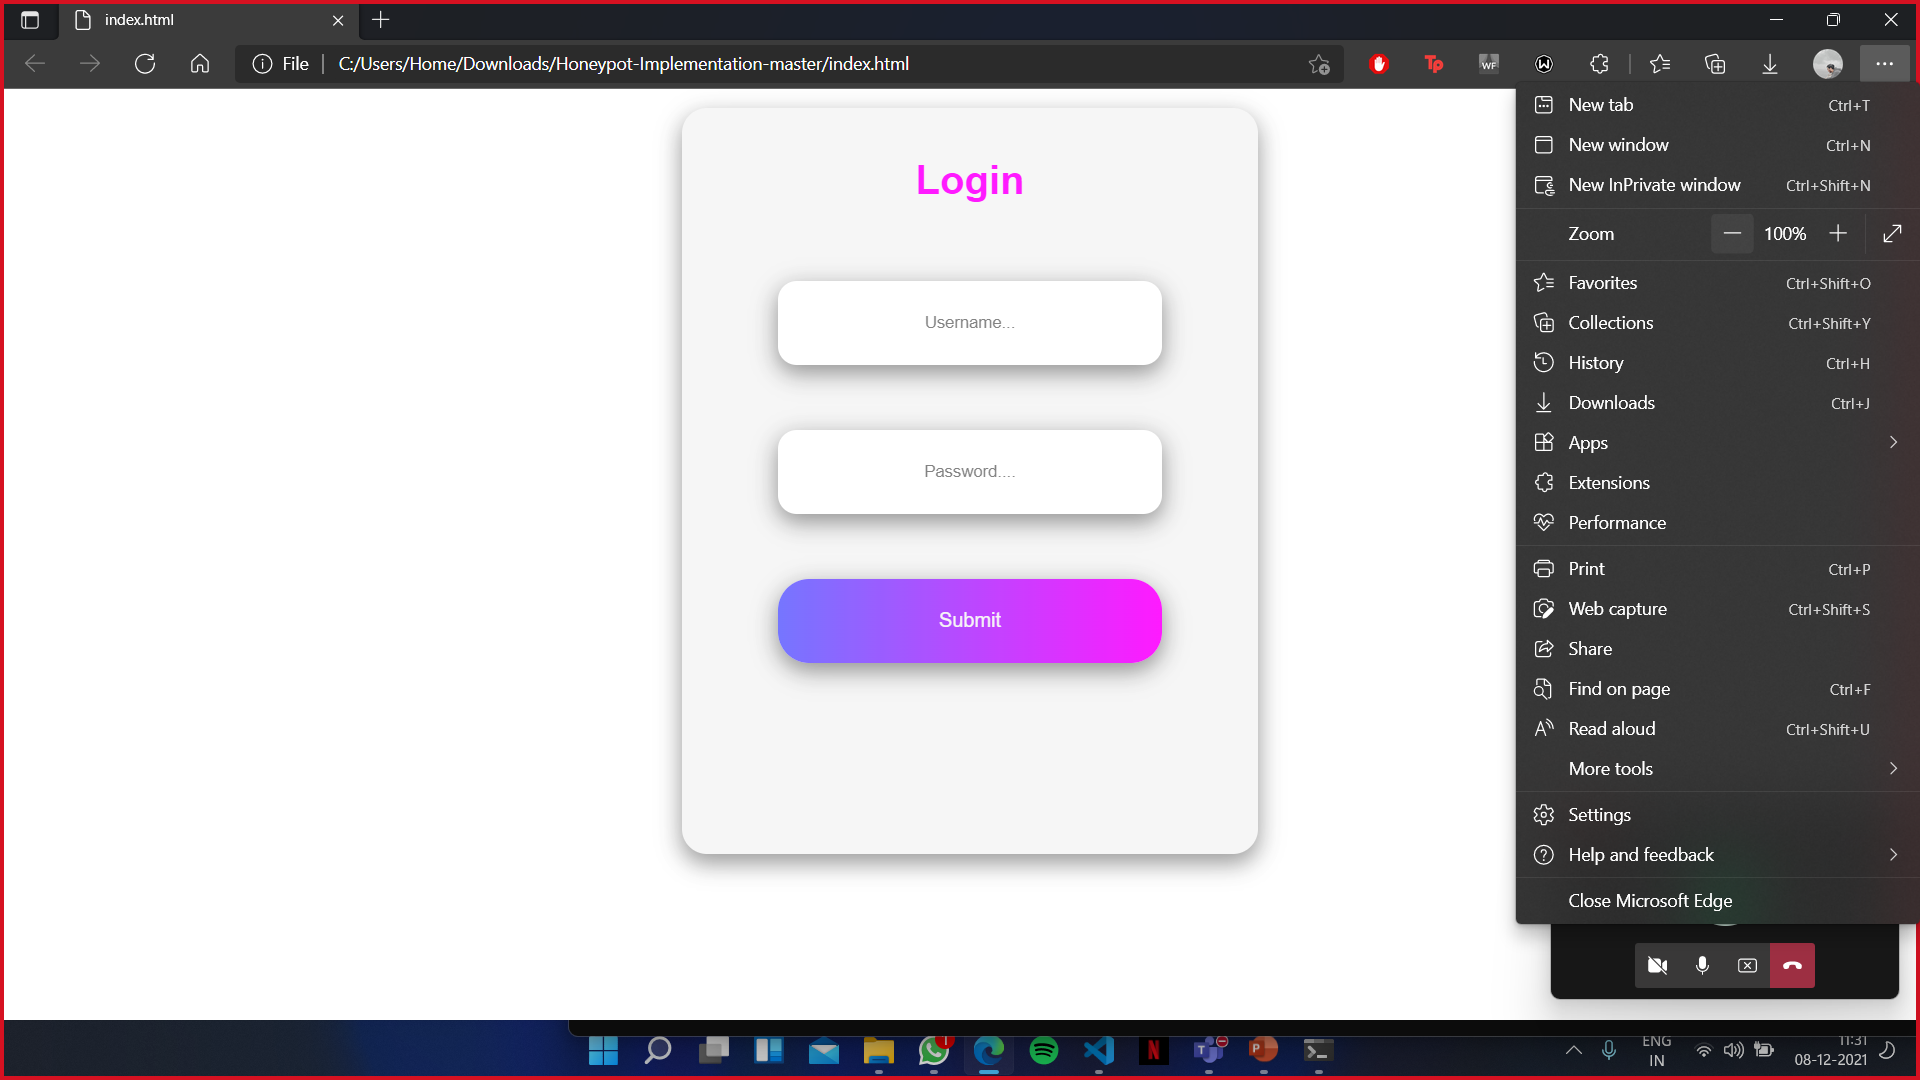 index.html
File
C:/Users/Home/Downloads/Honeypot-Implementation-master/index.html
Tp
WF
W
Login
Username...
Password....
Submit
New tab Ctrl+T
New window Ctrl+N
New InPrivate window Ctrl+Shift+N
Zoom 100%
Favorites Ctrl+Shift+O
Collections Ctrl+Shift+Y
History Ctrl+H
Downloads Ctrl+J
Apps
Extensions
Performance
Print Ctrl+P
Web capture Ctrl+Shift+S
Share
Find on page Ctrl+F
Read aloud Ctrl+Shift+U
More tools
Settings
Help and feedback
Close Microsoft Edge
ENG
IN
11:31
08-12-2021